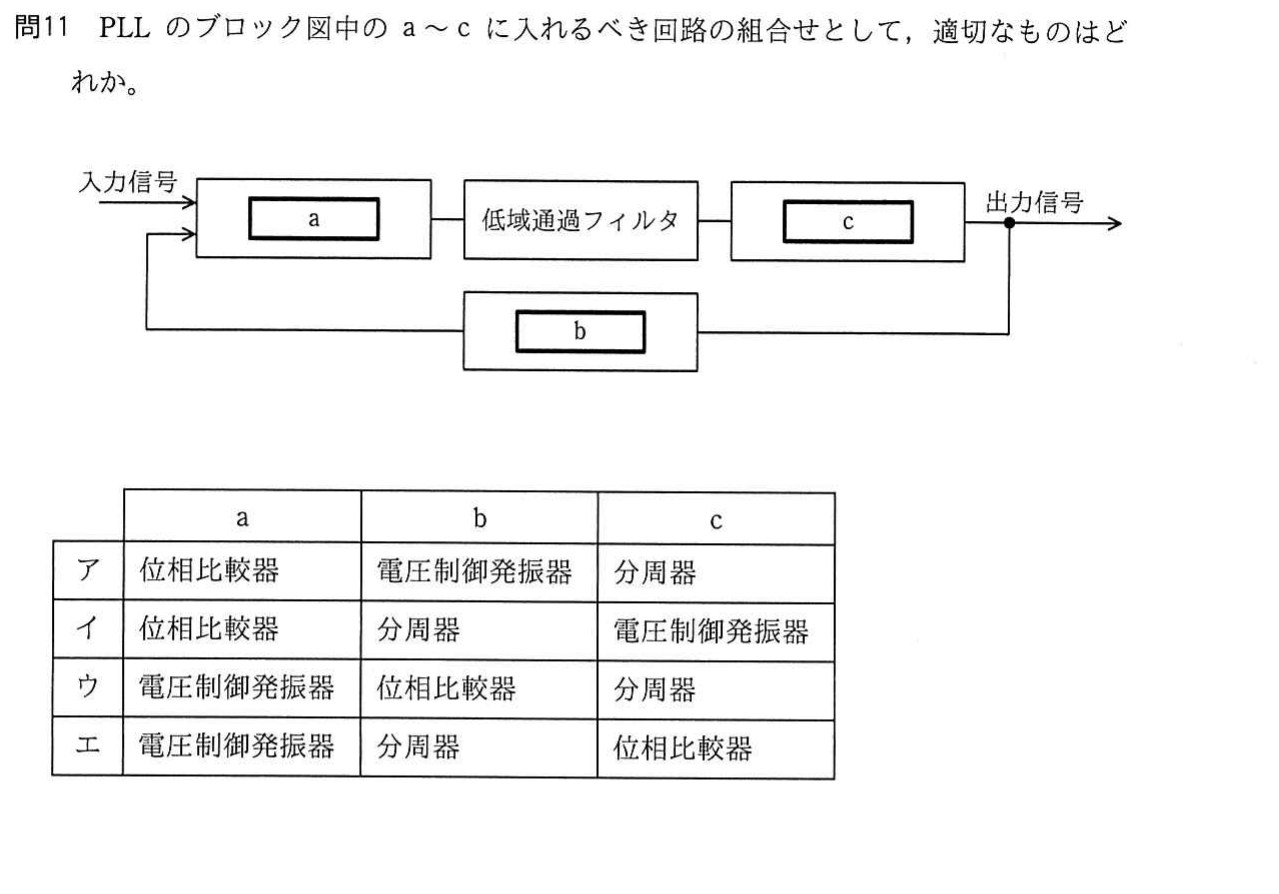 問11 PLL のブロック図中の a～c に入れるべき回路の組合せとして，適切なものはど
れか。
入力信号
a
低域通過フィルタ
c
出力信号
b
a b c
ア 位相比較器 電圧制御発振器 分周器
イ 位相比較器 分周器 電圧制御発振器
ウ 電圧制御発振器 位相比較器 分周器
エ 電圧制御発振器 分周器 位相比較器